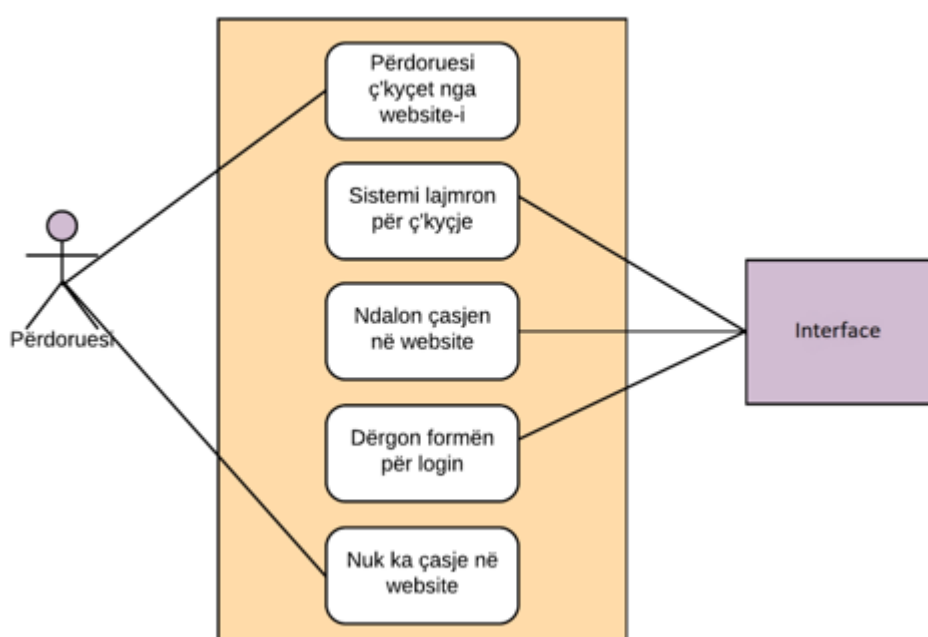 Përdoruesi
ç'kyçet nga
website-i
Sistemi lajmron
për ç'kyçje
Ndalon çasjen
në website
Dërgon formën
për login
Nuk ka çasje në
website
Përdoruesi
Interface